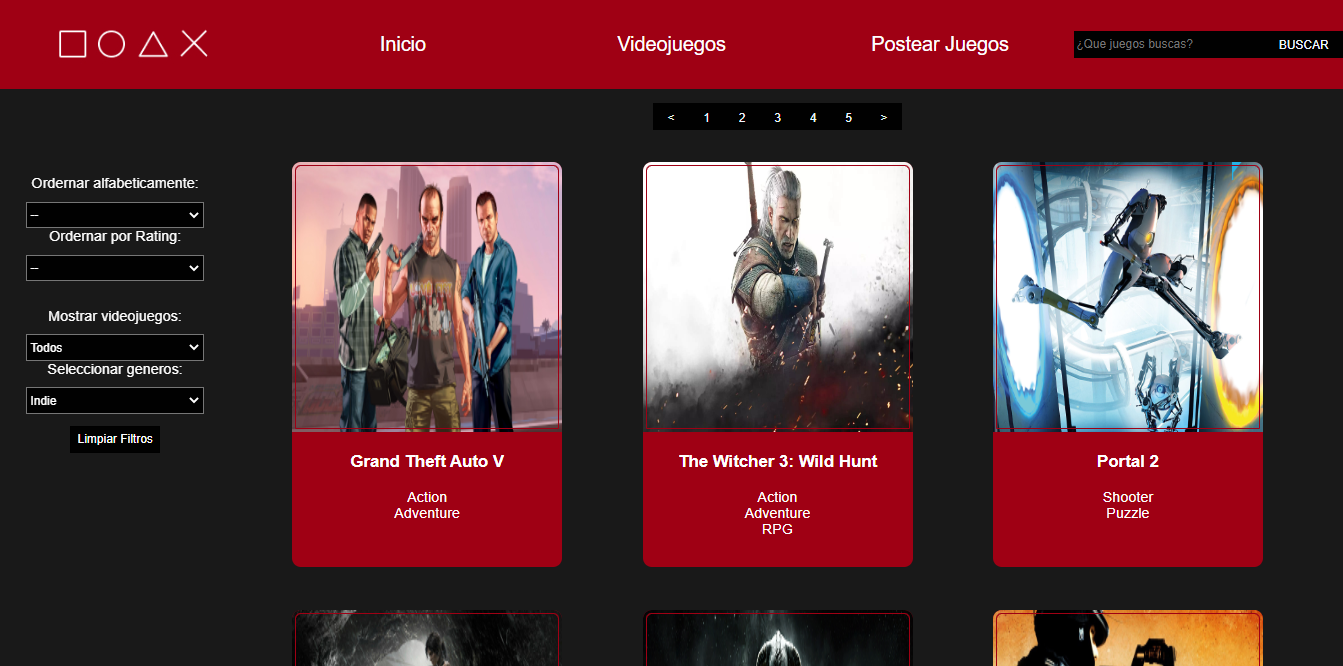 Inicio
Videojuegos
Postear Juegos
¿Que juegos buscas?
BUSCAR
< 1 2 3 4 5 >
Ordernar alfabeticamente:
--
Ordernar por Rating:
--
Mostrar videojuegos:
Todos
Seleccionar generos:
Indie
Limpiar Filtros
Grand Theft Auto V
Action
Adventure
The Witcher 3: Wild Hunt
Action
Adventure
RPG
Portal 2
Shooter
Puzzle